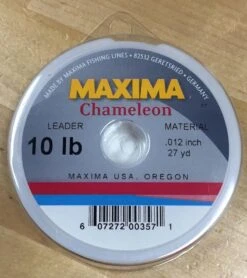 MADE BY MAXIMA FISHING LINES • 82532 GERETSRIED • GERMANY
MAXIMA
Chameleon
LEADER MATERIAL
10 lb
.012 inch
27 yd
MAXIMA USA, OREGON
6 07272 00357 1